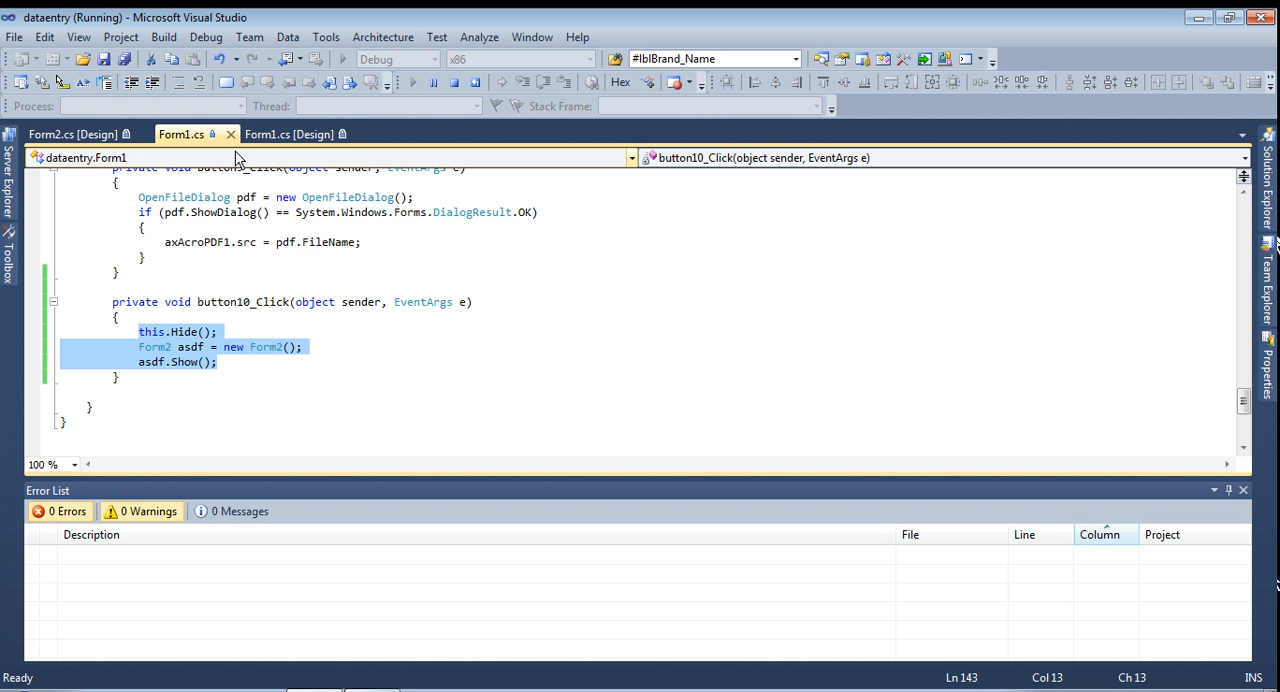 dataentry (Running) - Microsoft Visual Studio
File Edit View Project Build Debug Team Data Tools Architecture Test Analyze Window Help
Debug x86 #lblBrand_Name
Hex
Process: Thread: Stack Frame:
Form2.cs [Design] Form1.cs Form1.cs [Design]
dataentry.Form1 button10_Click(object sender, EventArgs e)
{
OpenFileDialog pdf = new OpenFileDialog();
if (pdf.ShowDialog() == System.Windows.Forms.DialogResult.OK)
{
axAcroPDF1.src = pdf.FileName;
}
}
private void button10_Click(object sender, EventArgs e)
{
this.Hide();
Form2 asdf = new Form2();
asdf.Show();
}
}
}
100 %
Server Explorer
Toolbox
Solution Explorer
Team Explorer
Properties
Error List
0 Errors 0 Warnings 0 Messages
Description File Line Column Project
Ready Ln 143 Col 13 Ch 13 INS